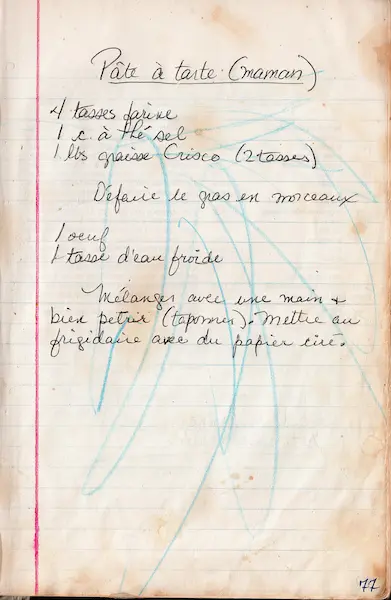 Pâte à tarte (maman)
4 tasses farine
1 c. à thé sel
1 lbs graisse Crisco (2 tasses)
Défaire le gras en morceaux
1 oeuf
1 tasse d'eau froide
Mélanger avec une main +
bien petrir (taponner). Mettre au
frigidaire avec du papier ciré.
77